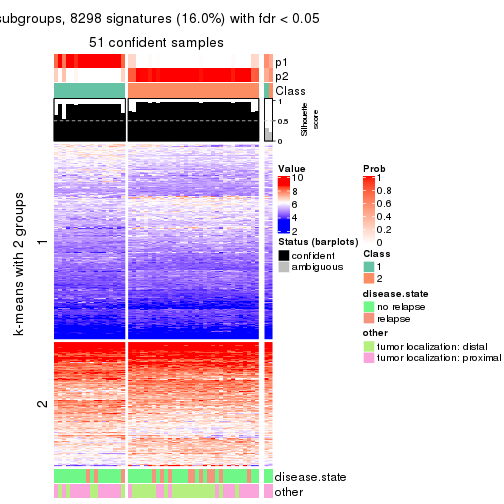 subgroups, 8298 signatures (16.0%) with fdr < 0.05
51 confident samples
p1
p2
Class
1
0.5
0
Silhouette
score
k-means with 2 groups
1
2
Value
10
8
6
4
2
Status (barplots)
confident
ambiguous
Prob
1
0.8
0.6
0.4
0.2
0
Class
1
2
disease.state
no relapse
relapse
other
tumor localization: distal
tumor localization: proximal
disease.state
other